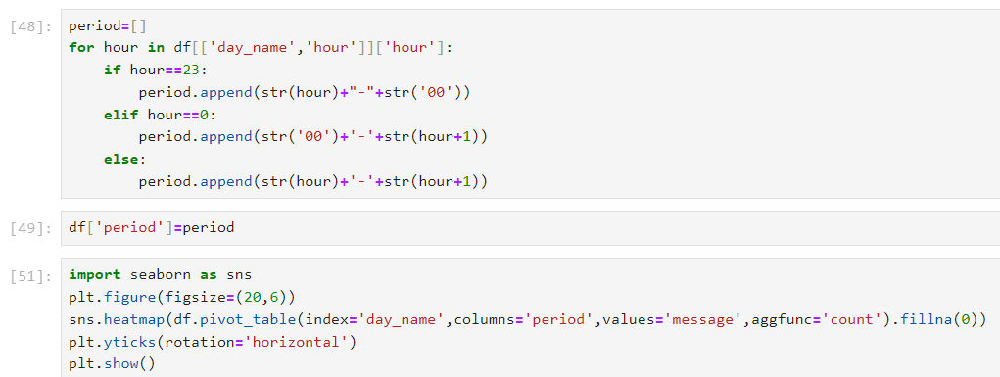 [48]: period=[]
for hour in df[['day_name','hour']]['hour']:
    if hour==23:
        period.append(str(hour)+"-"+str('00'))
    elif hour==0:
        period.append(str('00')+'-'+str(hour+1))
    else:
        period.append(str(hour)+'-'+str(hour+1))
[49]: df['period']=period
[51]: import seaborn as sns
plt.figure(figsize=(20,6))
sns.heatmap(df.pivot_table(index='day_name',columns='period',values='message',aggfunc='count').fillna(0))
plt.yticks(rotation='horizontal')
plt.show()